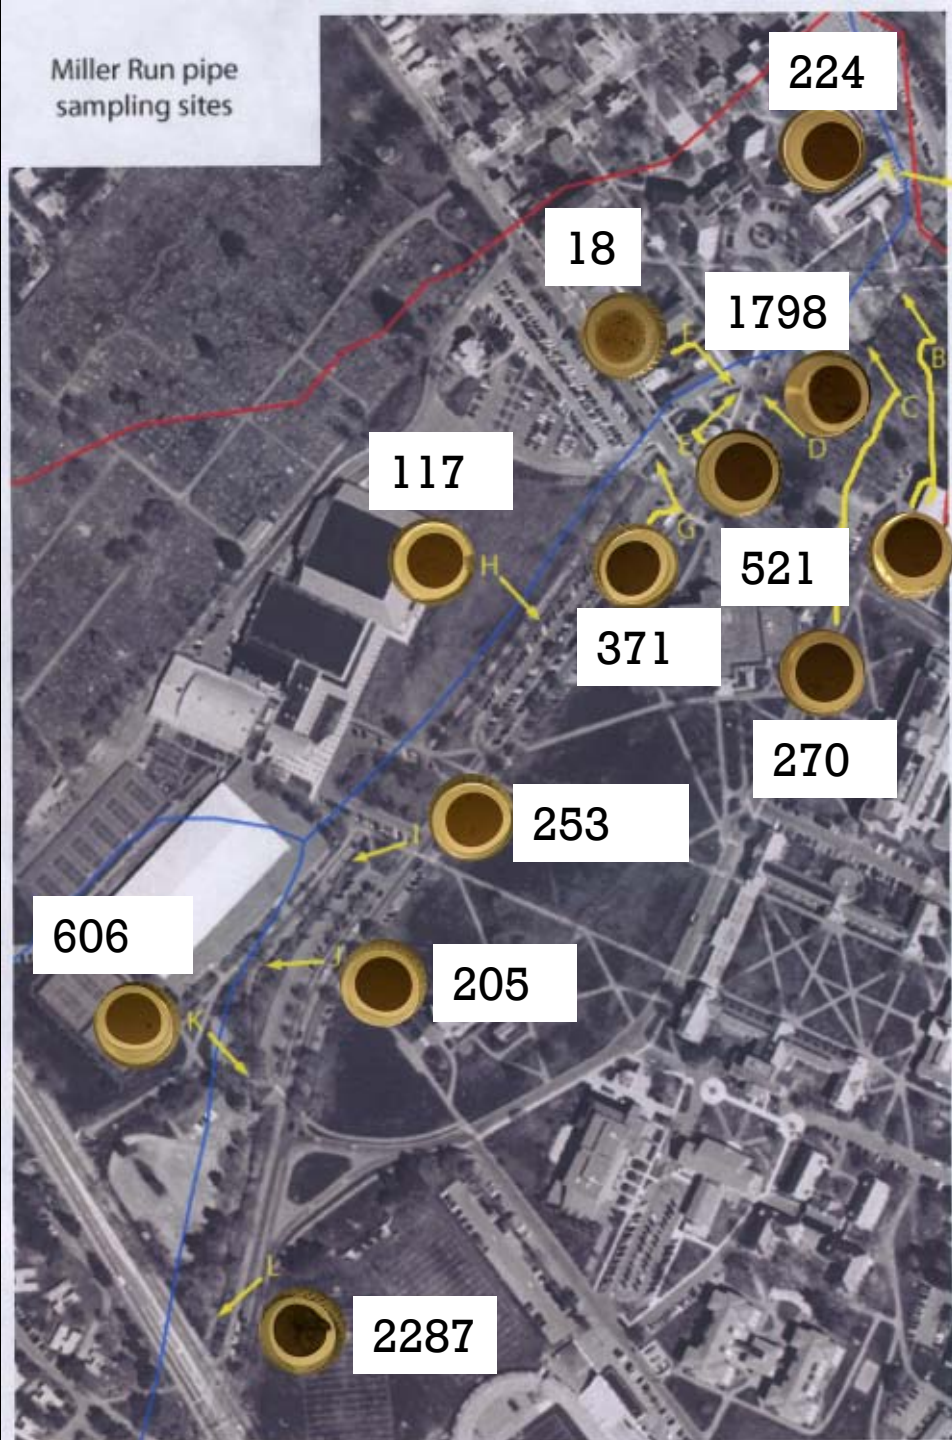 Miller Run pipe
sampling sites
224
A
18
1798
F
B
C
E
D
117
G
H
521
371
270
253
I
606
205
J
K
L
2287